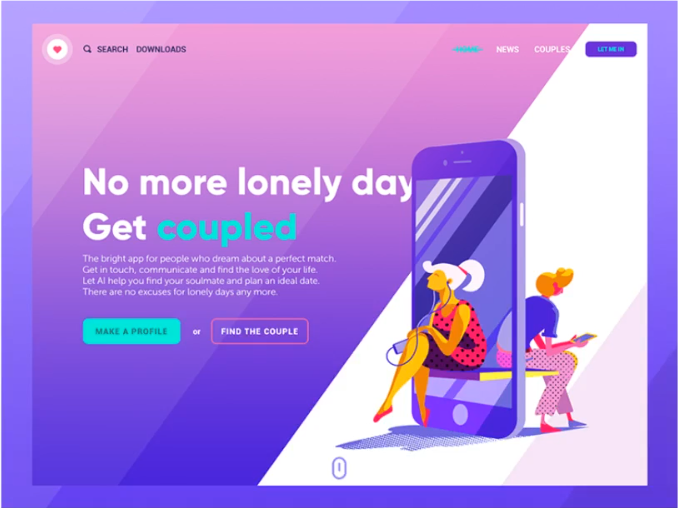 SEARCH DOWNLOADS
HOME NEWS COUPLES LET ME IN
No more lonely day
Get coupled
The bright app for people who dream about a perfect match.
Get in touch, communicate and find the love of your life.
Let AI help you find your soulmate and plan an ideal date.
There are no excuses for lonely days any more.
MAKE A PROFILE or FIND THE COUPLE